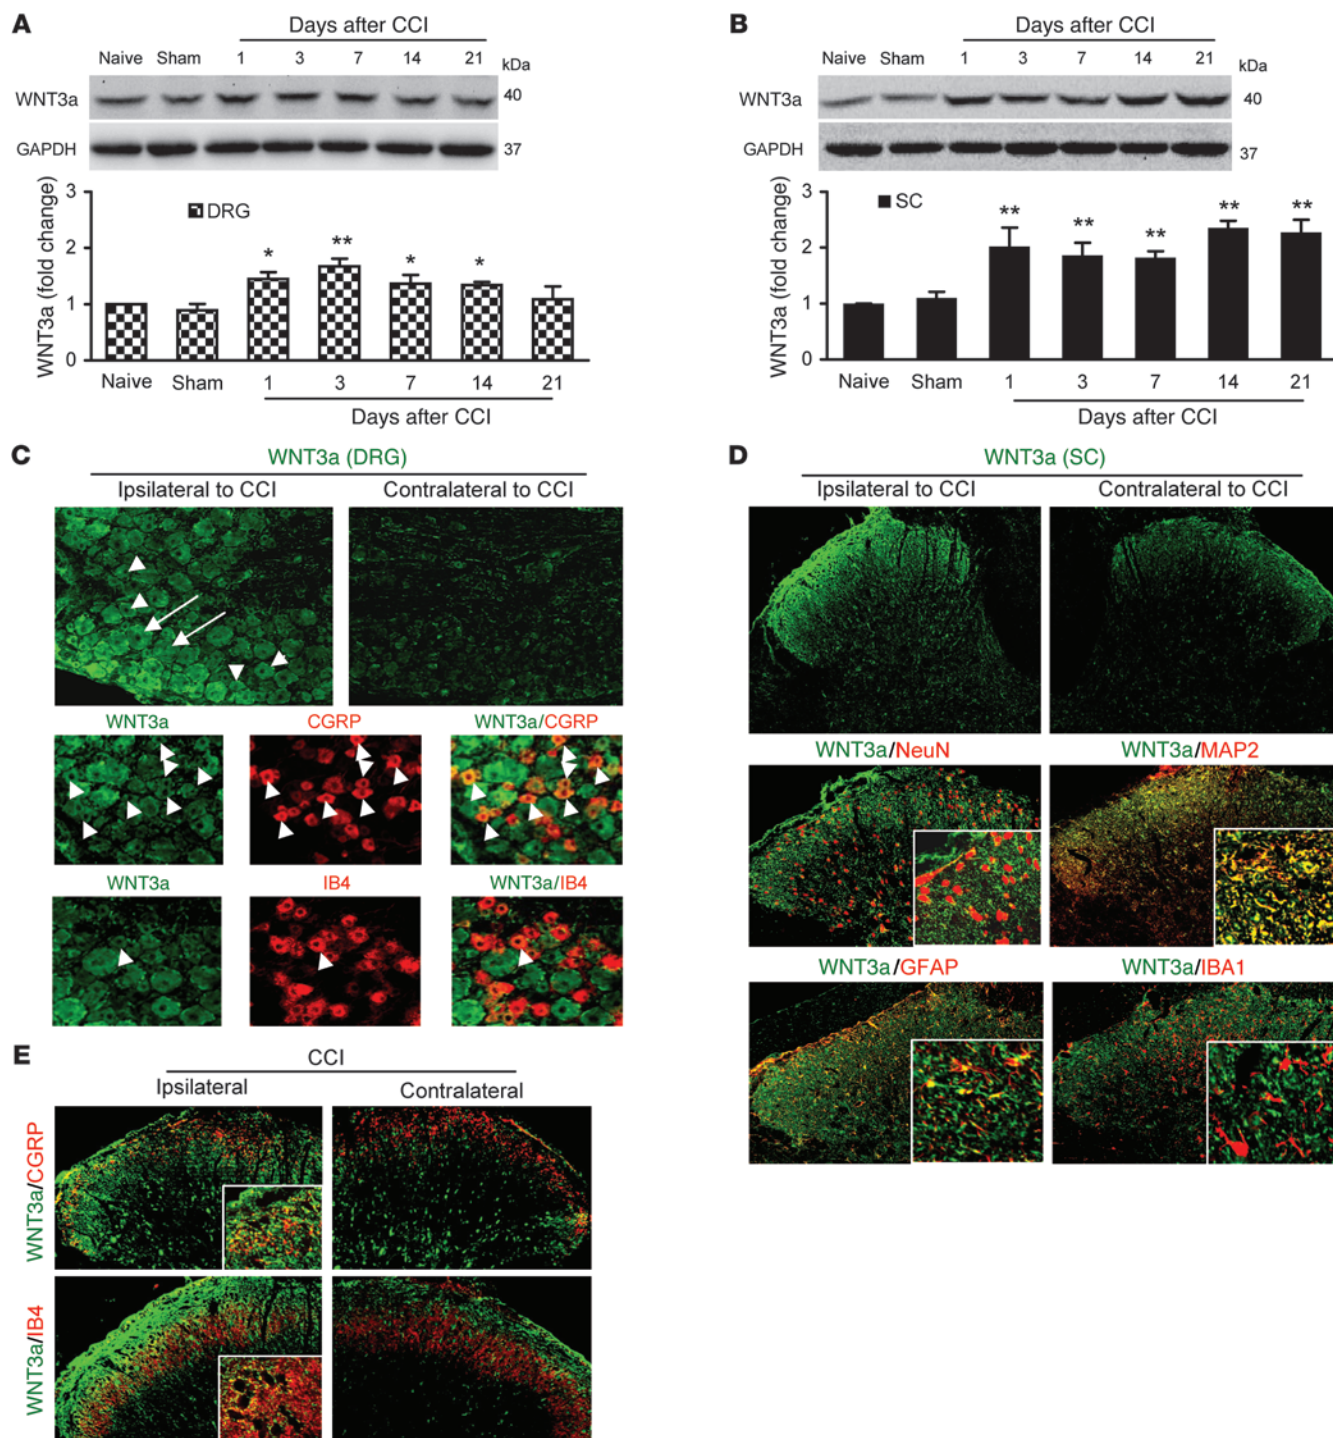 A
Days after CCI
Naive Sham 1 3 7 14 21 kDa
WNT3a 40
GAPDH 37
WNT3a (fold change)
3
2
1
0
DRG
* ** * *
Naive Sham 1 3 7 14 21
Days after CCI
B
Days after CCI
Naive Sham 1 3 7 14 21 kDa
WNT3a 40
GAPDH 37
WNT3a (fold change)
3
2
1
0
SC
** ** ** ** **
Naive Sham 1 3 7 14 21
Days after CCI
C
WNT3a (DRG)
Ipsilateral to CCI Contralateral to CCI
WNT3a CGRP WNT3a/CGRP
WNT3a IB4 WNT3a/IB4
D
WNT3a (SC)
Ipsilateral to CCI Contralateral to CCI
WNT3a/NeuN WNT3a/MAP2
WNT3a/GFAP WNT3a/IBA1
E
CCI
Ipsilateral Contralateral
WNT3a/CGRP
WNT3a/IB4